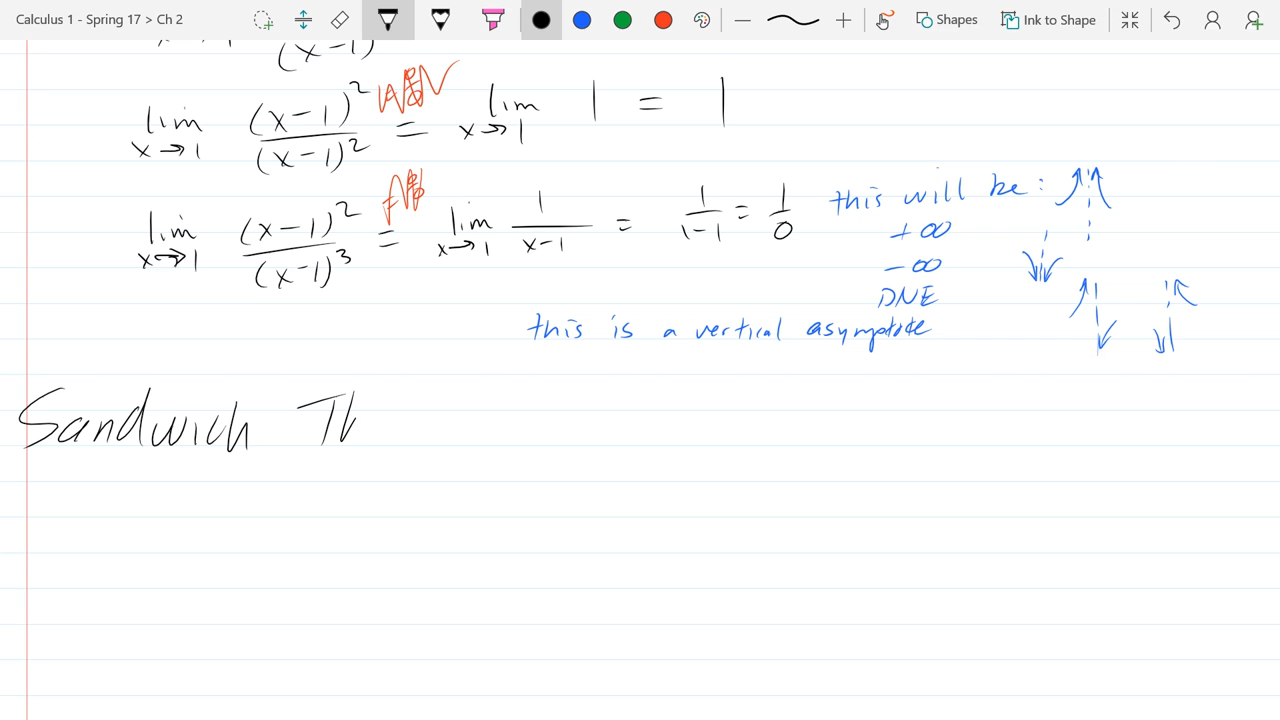 Calculus 1 - Spring 17 > Ch 2
Shapes
Ink to Shape
x→1 (x-1)
lim x→1 (x-1)² / (x-1)² = lim x→1 1 = 1
lim x→1 (x-1)² / (x-1)³ = lim x→1 1 / x-1 = 1 / 1-1 = 1 / 0
this will be:
+∞
-∞
DNE
this is a vertical asymptote
Sandwich Th